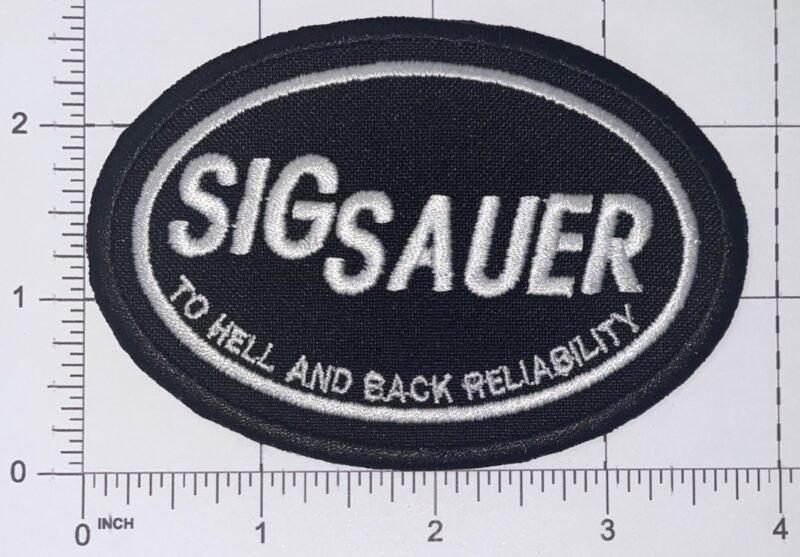 SIGSAUER
TO HELL AND BACK RELIABILITY
2
1
0
0 INCH 1 2 3 4